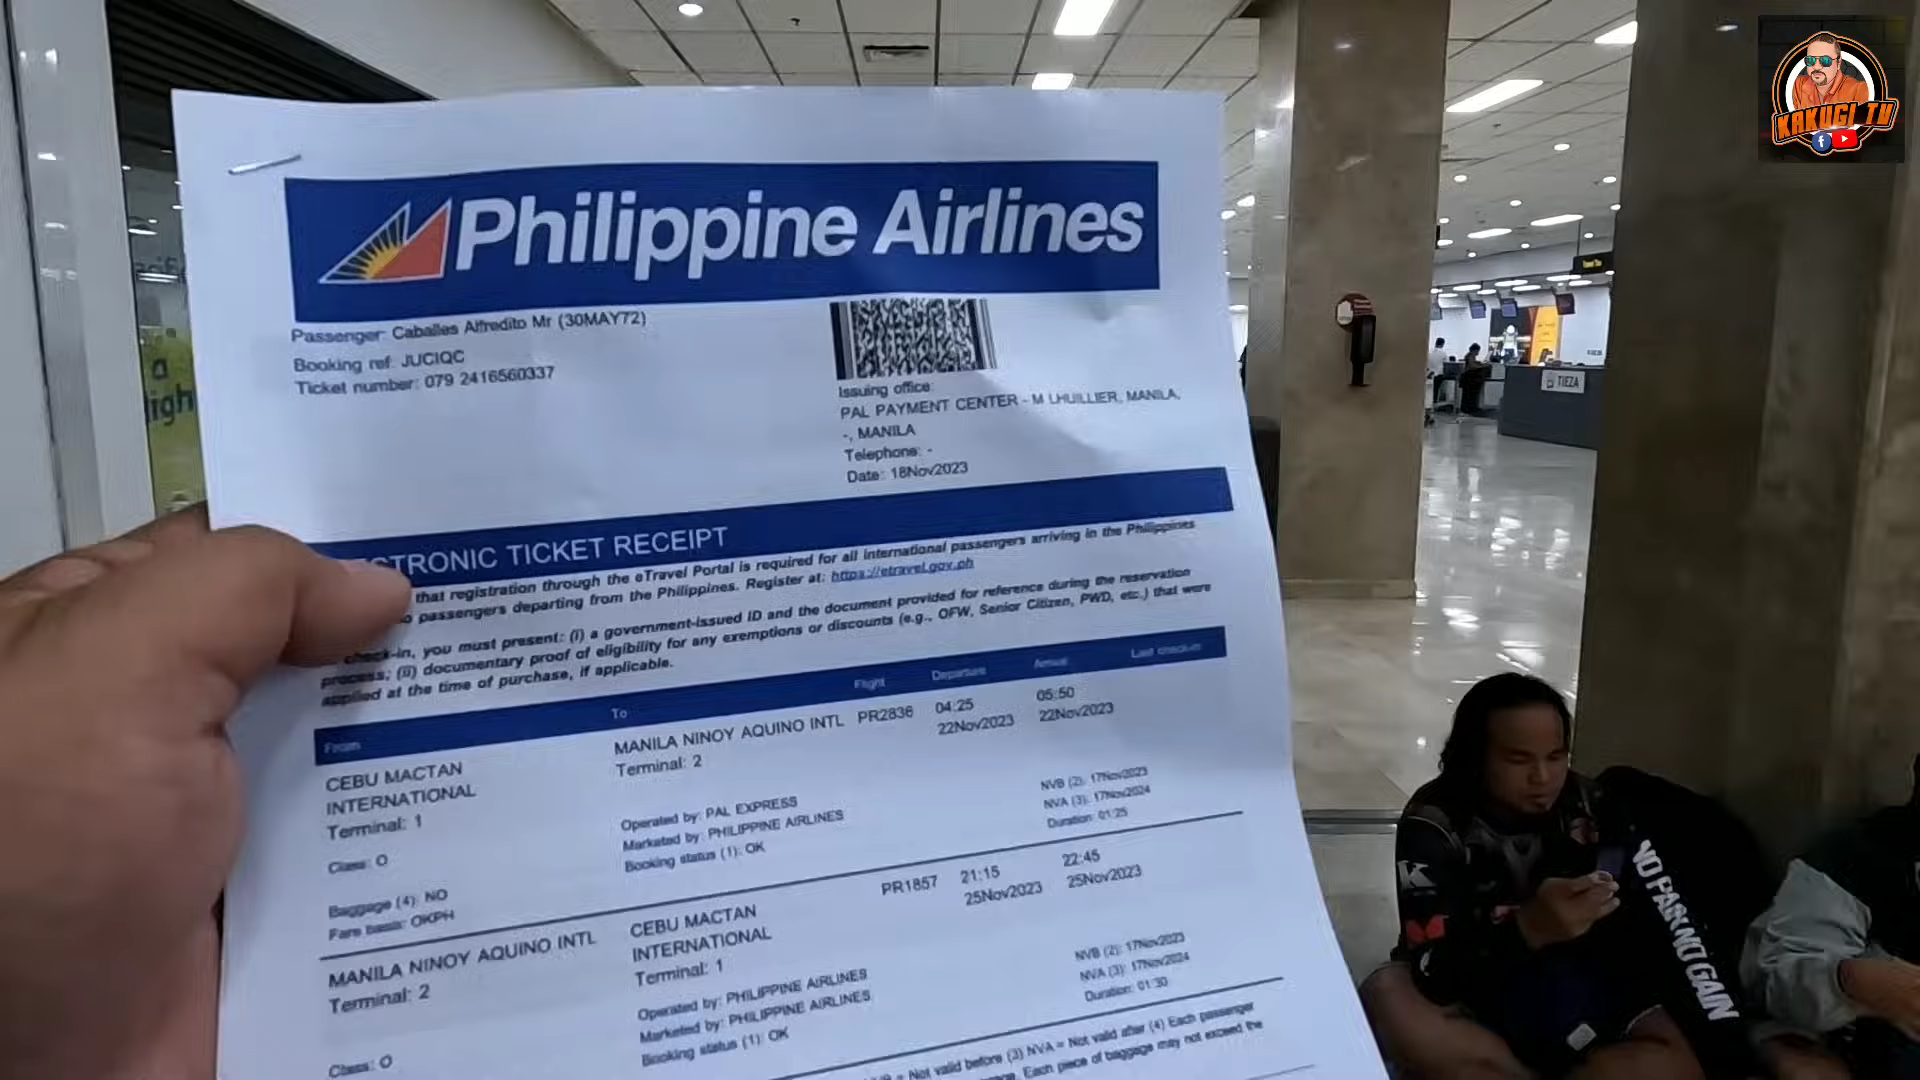 KAKUGI TV
Philippine Airlines
Passenger: Caballes Alfredito Mr (30MAY72)
Booking ref: JUCIQC
Ticket number: 079 2416560337
Issuing office:
PAL PAYMENT CENTER - M LHUILLIER, MANILA,
-, MANILA
Telephone: -
Date: 18Nov2023
CTRONIC TICKET RECEIPT
that registration through the eTravel Portal is required for all international passengers arriving in the Philippines
passengers departing from the Philippines. Register at: https://etravel.gov.ph
check-in, you must present: (i) a government-issued ID and the document provided for reference during the reservation
process; (ii) documentary proof of eligibility for any exemptions or discounts (e.g., OFW, Senior Citizen, PWD, etc.) that were
applied at the time of purchase, if applicable.
From To Flight Departure Arrival Last check-in
CEBU MACTAN INTERNATIONAL
Terminal: 1
MANILA NINOY AQUINO INTL
Terminal: 2
PR2836
04:25
22Nov2023
05:50
22Nov2023
Class: O
Operated by: PAL EXPRESS
Marketed by: PHILIPPINE AIRLINES
Booking status (1): OK
NVB (2): 17Nov2023
NVA (3): 17Nov2024
Duration: 01:25
Baggage (4): NO
Fare basis: OKPH
MANILA NINOY AQUINO INTL
Terminal: 2
CEBU MACTAN
INTERNATIONAL
Terminal: 1
PR1857
21:15
25Nov2023
22:45
25Nov2023
Class: O
Operated by: PHILIPPINE AIRLINES
Marketed by: PHILIPPINE AIRLINES
Booking status (1): OK
NVB (2): 17Nov2023
NVA (3): 17Nov2024
Duration: 01:30
= Not valid before (3) NVA = Not valid after (4) Each passenger
Each piece of baggage may not exceed the
TIEZA
NO PAIN NO GAIN